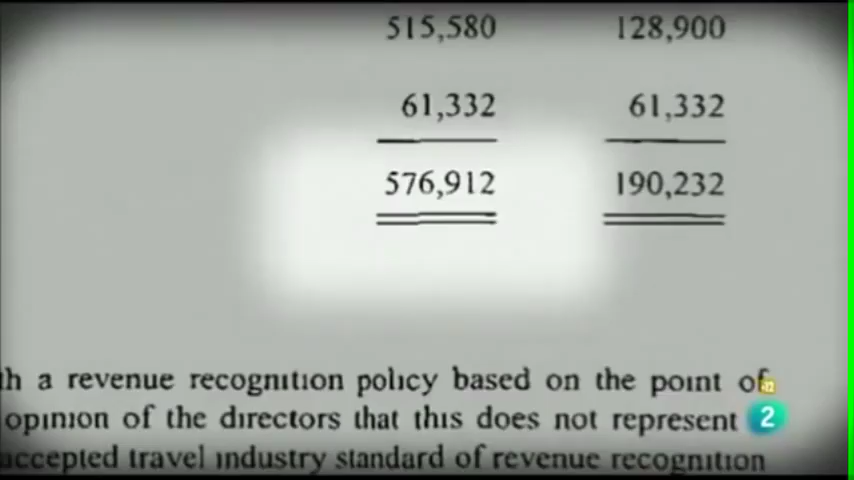 515,580 128,900
61,332 61,332
576,912 190,232
th a revenue recognition policy based on the point of
opinion of the directors that this does not represent 2
accepted travel industry standard of revenue recognition